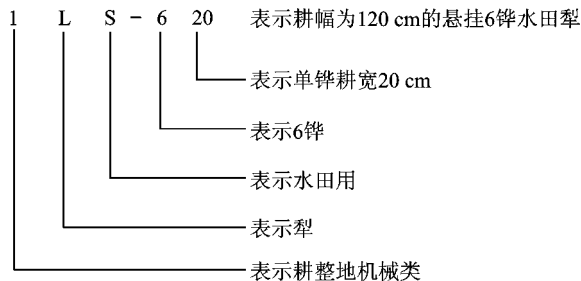 1 L S - 6 20 表示耕幅为120 cm的悬挂6铧水田犁
表示单铧耕宽20 cm
表示6铧
表示水田用
表示犁
表示耕整地机械类